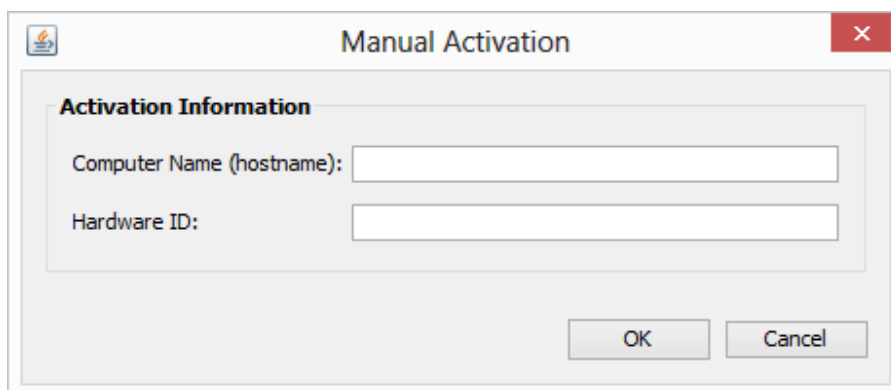 Manual Activation
Activation Information
Computer Name (hostname):
Hardware ID:
OK Cancel